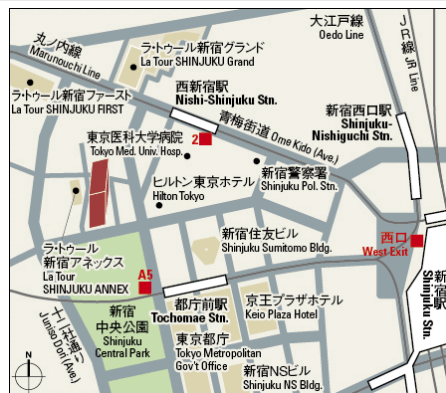 大江戸線
Oedo Line
JR線 JR Line
丸ノ内線
Marunouchi Line
ラ・トゥール新宿グランド
La Tour SHINJUKU Grand
西新宿駅
Nishi-Shinjuku Stn.
ラ・トゥール新宿ファースト
La Tour SHINJUKU FIRST
新宿西口駅
Shinjuku-
Nishiguchi Stn.
青梅街道 Ome Kido (Ave.)
2
東京医科大学病院
Tokyo Med. Univ. Hosp.
新宿警察署
Shinjuku Pol. Stn.
ヒルトン東京ホテル
Hilton Tokyo
新宿住友ビル
Shinjuku Sumitomo Bldg.
西口
West Exit
ラ・トゥール
新宿アネックス
La Tour
SHINJUKU ANNEX
A5
新宿駅
Shinjuku Stn.
都庁前駅
Tochomae Stn.
京王プラザホテル
Keio Plaza Hotel
新宿
中央公園
Shinjuku
Central Park
十二社通り
Juniso Dori (Ave.)
東京都庁
Tokyo Metropolitan
Gov't Office
新宿NSビル
Shinjuku NS Bldg.
N